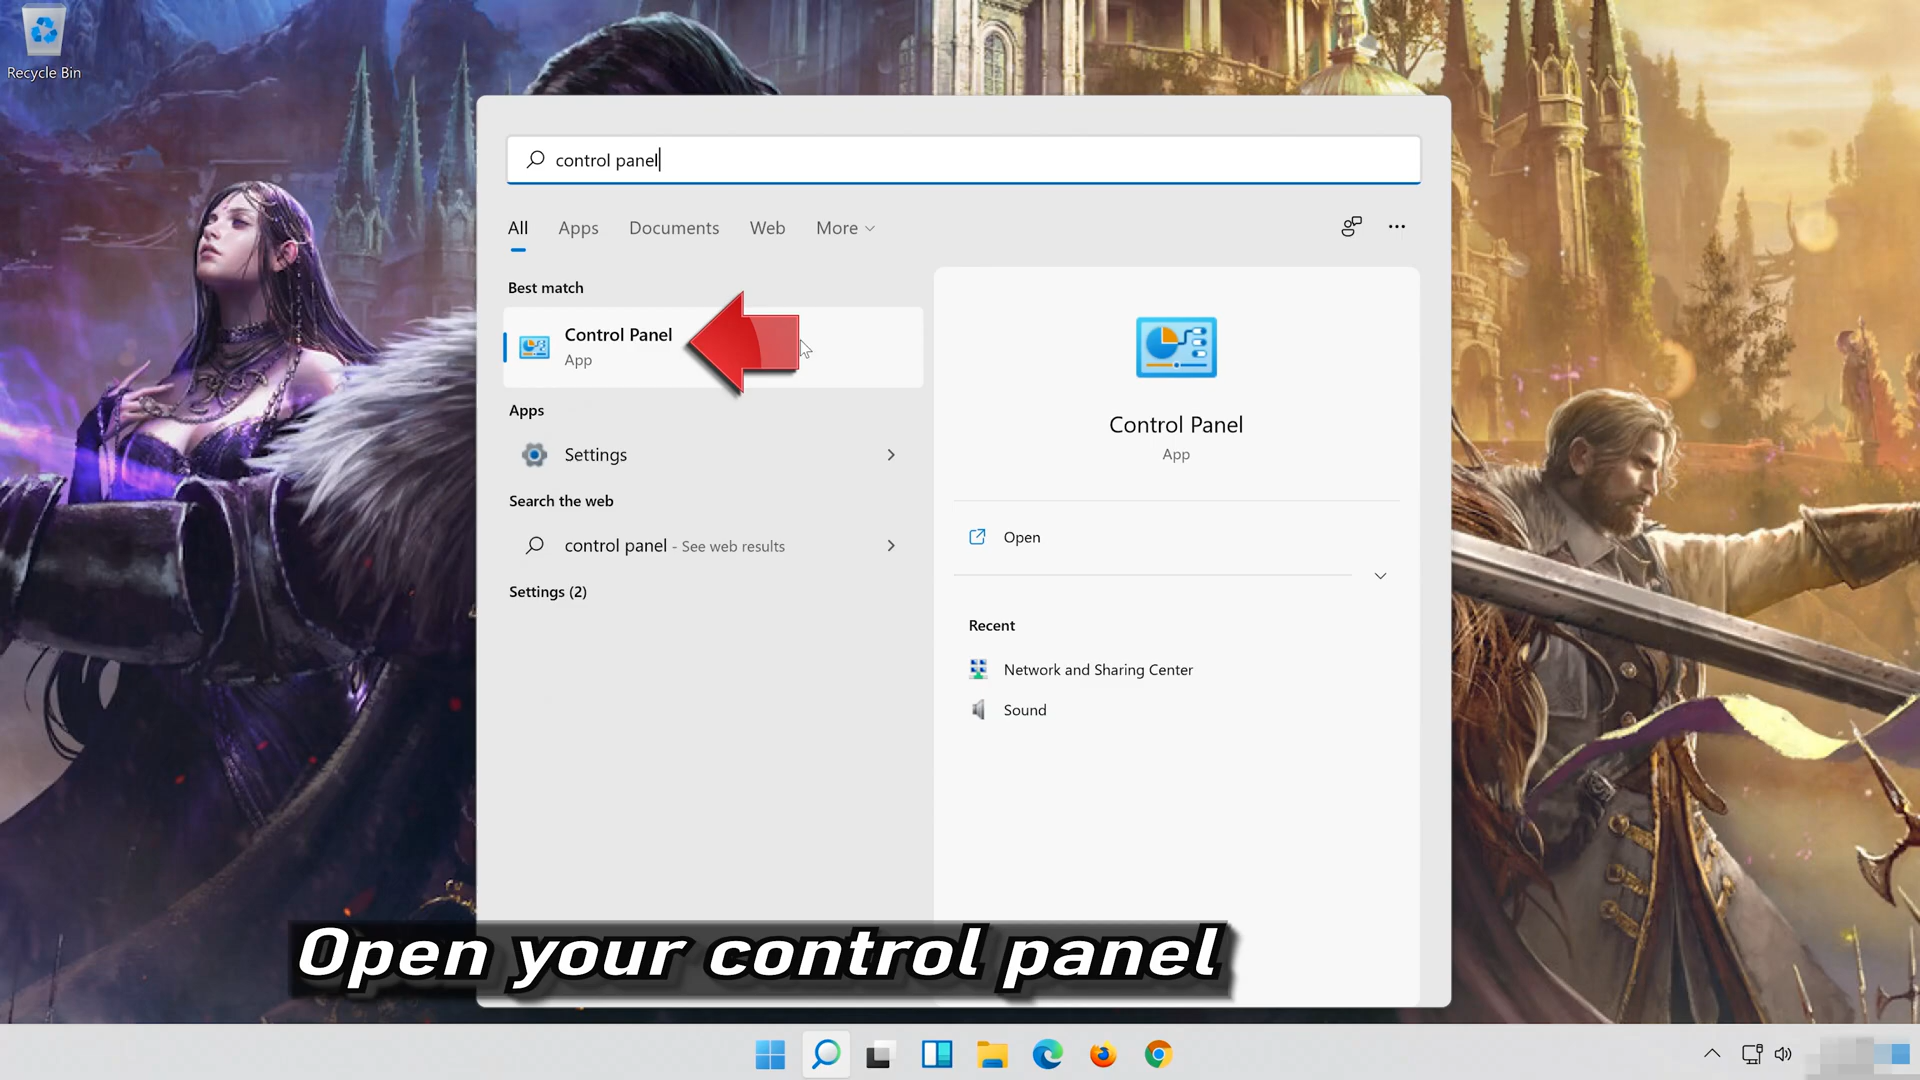 Recycle Bin
control panel
All Apps Documents Web More
Best match
Control Panel
App
Apps
Settings
Search the web
control panel - See web results
Settings (2)
Control Panel
App
Open
Recent
Network and Sharing Center
Sound
Open your control panel